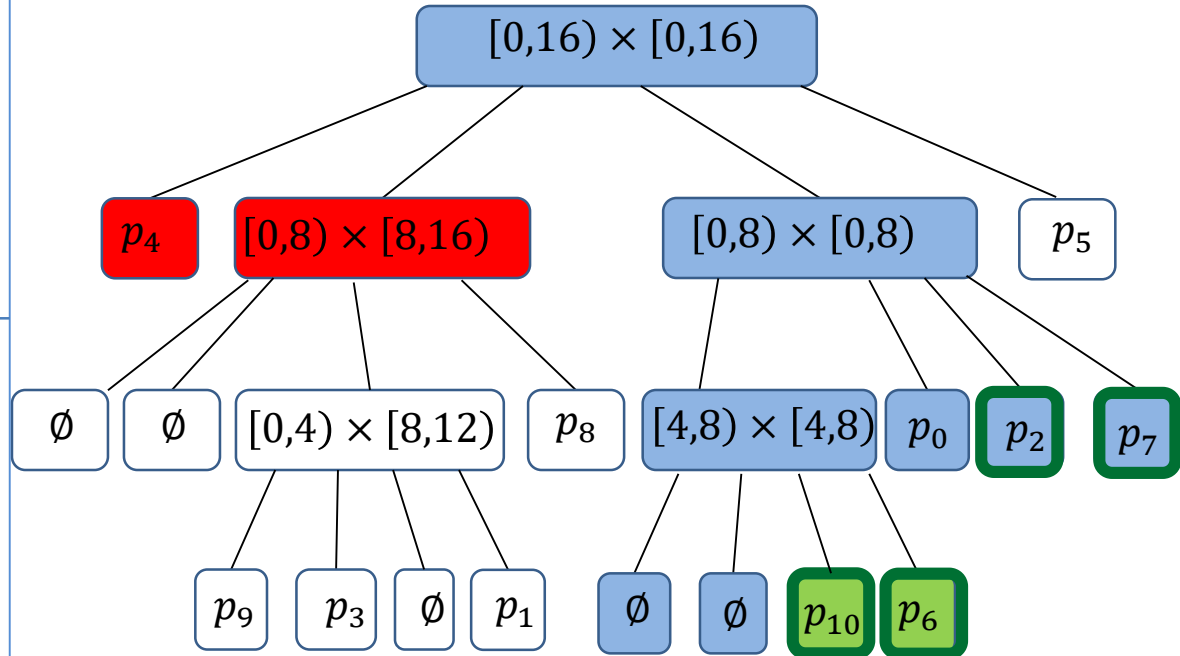 [0,16) × [0,16)
p₄ [0,8) × [8,16) [0,8) × [0,8) p₅
∅ ∅ [0,4) × [8,12) p₈ [4,8) × [4,8) p₀ p₂ p₇
p₉ p₃ ∅ p₁ ∅ ∅ p₁₀ p₆